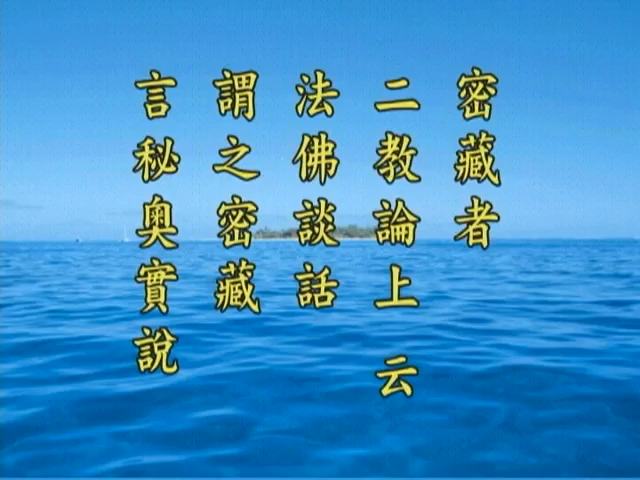 密藏者
二教論上 云
法佛談話
謂之密藏
言秘奧實說